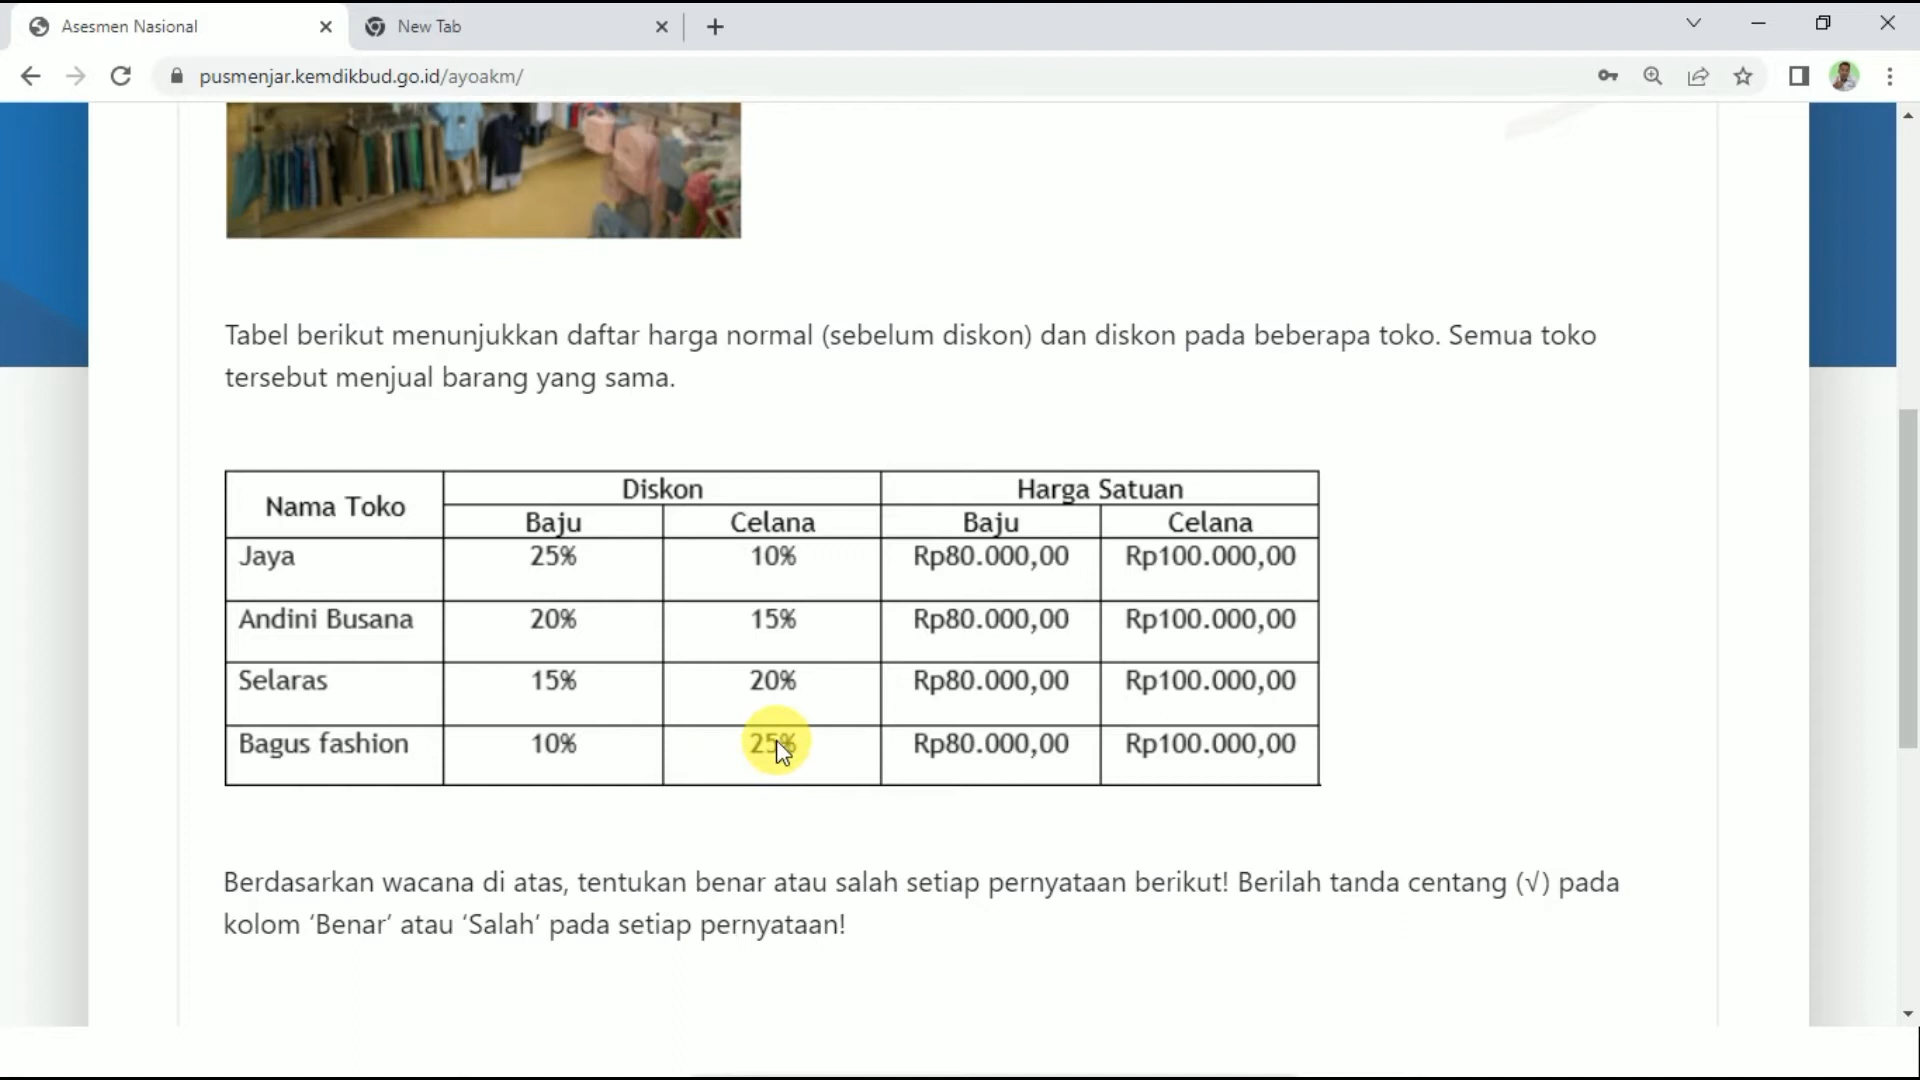 Asesmen Nasional
New Tab
pusmenjar.kemdikbud.go.id/ayoakm/
Tabel berikut menunjukkan daftar harga normal (sebelum diskon) dan diskon pada beberapa toko. Semua toko
tersebut menjual barang yang sama.
Nama Toko Diskon Harga Satuan
Baju Celana Baju Celana
Jaya 25% 10% Rp80.000,00 Rp100.000,00
Andini Busana 20% 15% Rp80.000,00 Rp100.000,00
Selaras 15% 20% Rp80.000,00 Rp100.000,00
Bagus fashion 10% 25% Rp80.000,00 Rp100.000,00
Berdasarkan wacana di atas, tentukan benar atau salah setiap pernyataan berikut! Berilah tanda centang (√) pada
kolom ‘Benar’ atau ‘Salah’ pada setiap pernyataan!